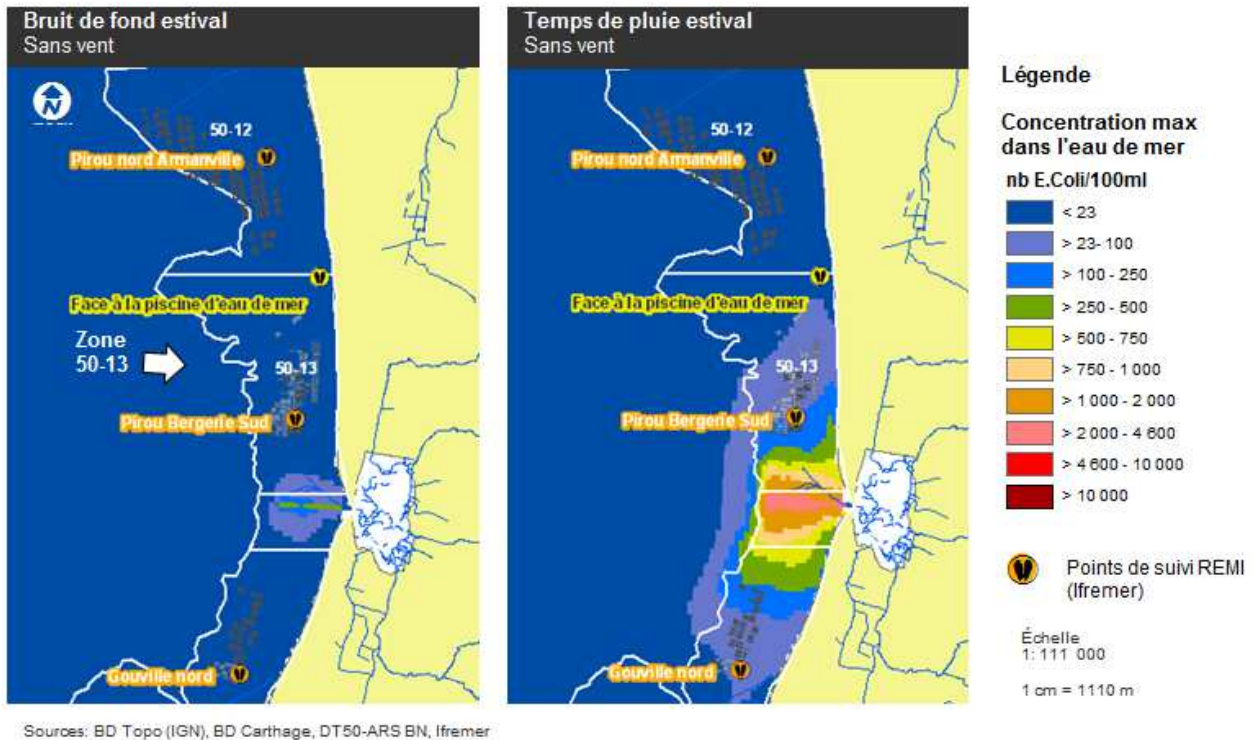 Bruit de fond estival
Sans vent
N
50-12
Pirou nord Armanville
Face à la piscine d'eau de mer
Zone
50-13
50-13
Pirou Bergerie Sud
Gouville nord
Temps de pluie estival
Sans vent
50-12
Pirou nord Armanville
Face à la piscine d'eau de mer
50-13
Pirou Bergerie Sud
Gouville nord
Légende
Concentration max
dans l'eau de mer
nb E.Coli/100ml
< 23
> 23- 100
> 100 - 250
> 250 - 500
> 500 - 750
> 750 - 1 000
> 1 000 - 2 000
> 2 000 - 4 600
> 4 600 - 10 000
> 10 000
Points de suivi REMI
(Ifremer)
Échelle
1: 111 000
1 cm = 1110 m
Sources: BD Topo (IGN), BD Carthage, DT50-ARS BN, Ifremer